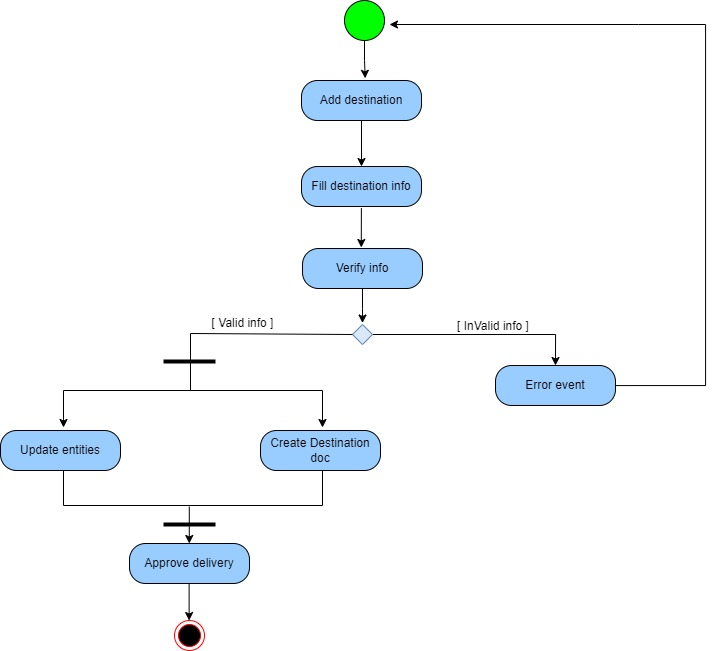 Add destination
Fill destination info
Verify info
[ Valid info ]
[ InValid info ]
Error event
Update entities
Create Destination
doc
Approve delivery